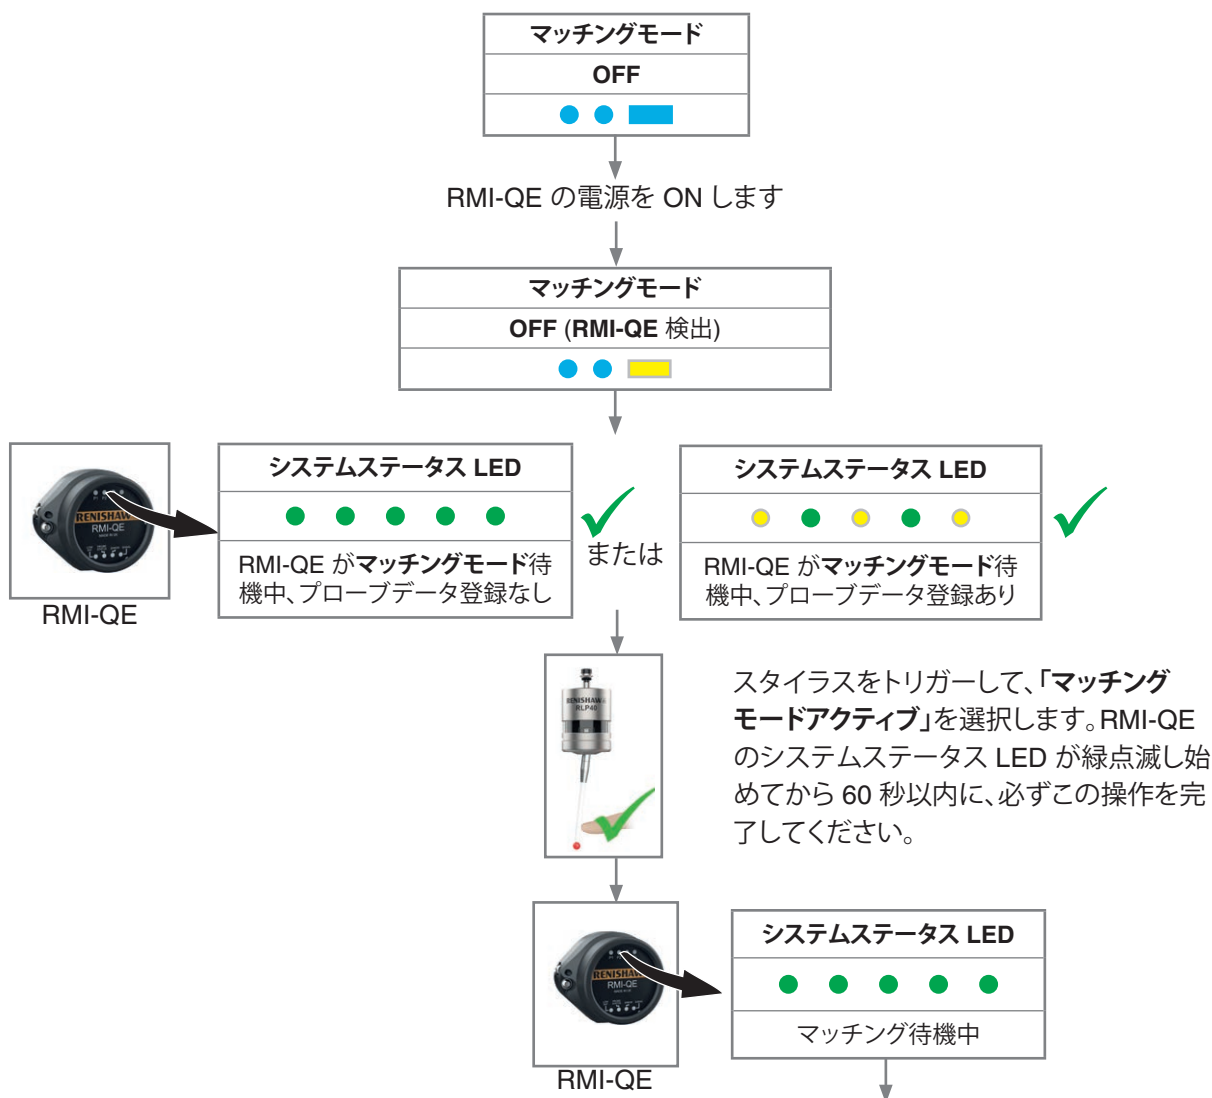 マッチングモード
OFF
RMI-QE の電源を ON します
マッチングモード
OFF (RMI-QE 検出)
システムステータス LED
RMI-QE がマッチングモード待
機中、プローブデータ登録なし
RENISHAW
RMI-QE
RMI-QE
または
システムステータス LED
RMI-QE がマッチングモード待
機中、プローブデータ登録あり
RENISHAW
RLP40
スタイラスをトリガーして、「マッチング
モードアクティブ」を選択します。RMI-QE
のシステムステータス LED が緑点滅し始
めてから 60 秒以内に、必ずこの操作を完
了してください。
RENISHAW
RMI-QE
RMI-QE
システムステータス LED
マッチング待機中